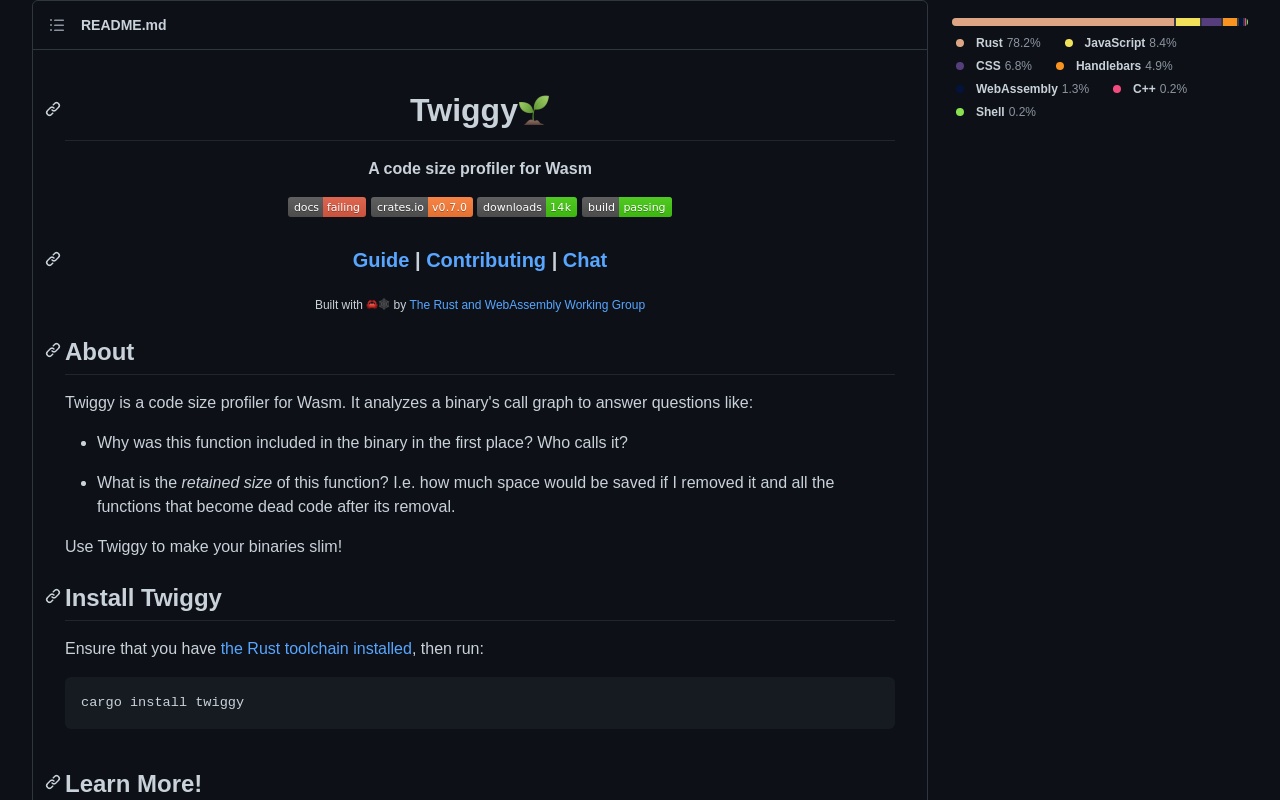 README.md
Twiggy🌱
A code size profiler for Wasm
docs failing crates.io v0.7.0 downloads 14k build passing
Guide | Contributing | Chat
Built with 🦀🕸 by The Rust and WebAssembly Working Group
About
Twiggy is a code size profiler for Wasm. It analyzes a binary's call graph to answer questions like:
• Why was this function included in the binary in the first place? Who calls it?
• What is the retained size of this function? I.e. how much space would be saved if I removed it and all the
functions that become dead code after its removal.
Use Twiggy to make your binaries slim!
Install Twiggy
Ensure that you have the Rust toolchain installed, then run:
cargo install twiggy
Learn More!
Rust 78.2% JavaScript 8.4%
CSS 6.8% Handlebars 4.9%
WebAssembly 1.3% C++ 0.2%
Shell 0.2%